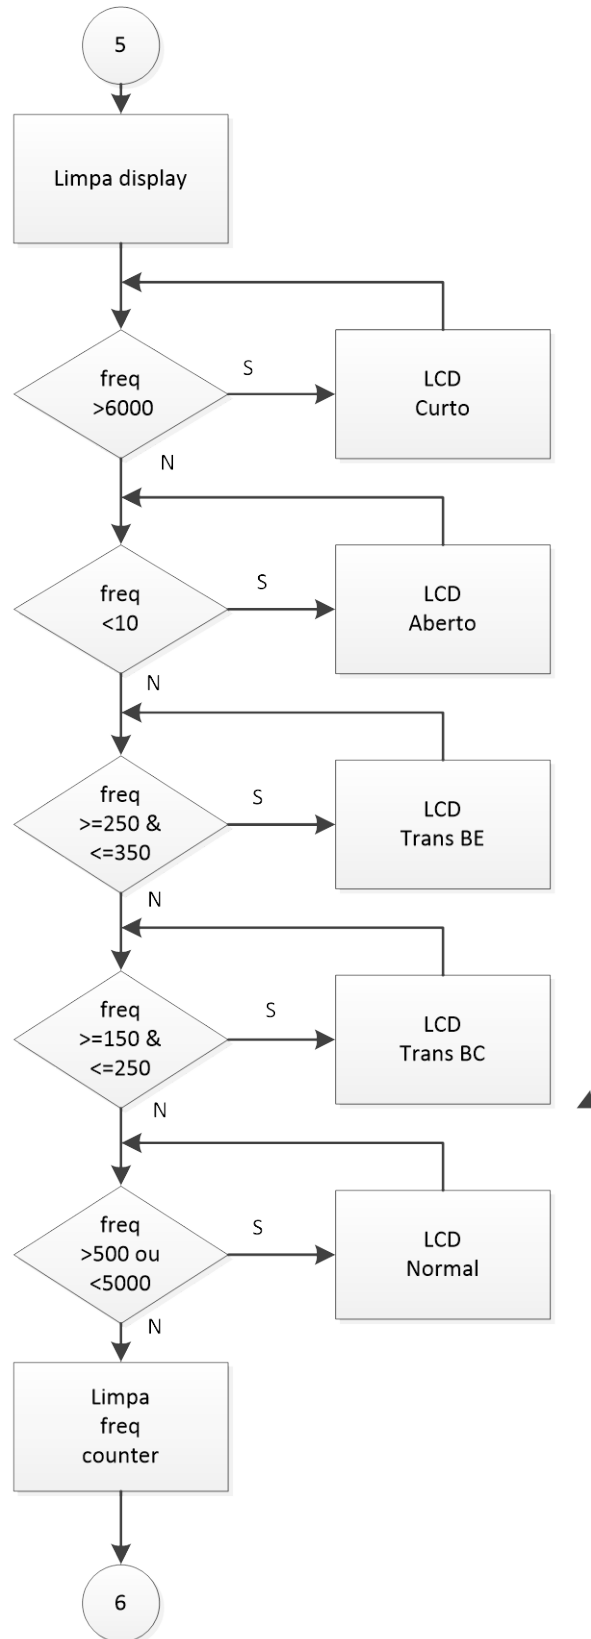 5
Limpa display
freq
>6000
S
LCD
Curto
N
freq
<10
S
LCD
Aberto
N
freq
>=250 &
<=350
S
LCD
Trans BE
N
freq
>=150 &
<=250
S
LCD
Trans BC
N
freq
>500 ou
<5000
S
LCD
Normal
N
Limpa
freq
counter
6